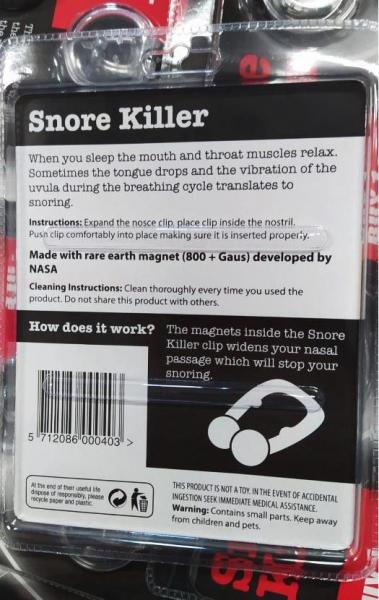 Snore Killer
When you sleep the mouth and throat muscles relax.
Sometimes the tongue drops and the vibration of the
uvula during the breathing cycle translates to
snoring.
Instructions: Expand the nosce clip, place clip inside the nostril.
Push clip comfortably into place making sure it is inserted properly.
Made with rare earth magnet (800 + Gaus) developed by
NASA
Cleaning Instructions: Clean thoroughly every time you used the
product. Do not share this product with others.
How does it work?
The magnets inside the Snore
Killer clip widens your nasal
passage which will stop your
snoring.
5 712086 000403 >
At the end of their useful life
dispose of responsibly, please
recycle paper and plastic.
THIS PRODUCT IS NOT A TOY. IN THE EVENT OF ACCIDENTAL
INGESTION SEEK IMMEDIATE MEDICAL ASSISTANCE.
Warning: Contains small parts. Keep away
from children and pets.